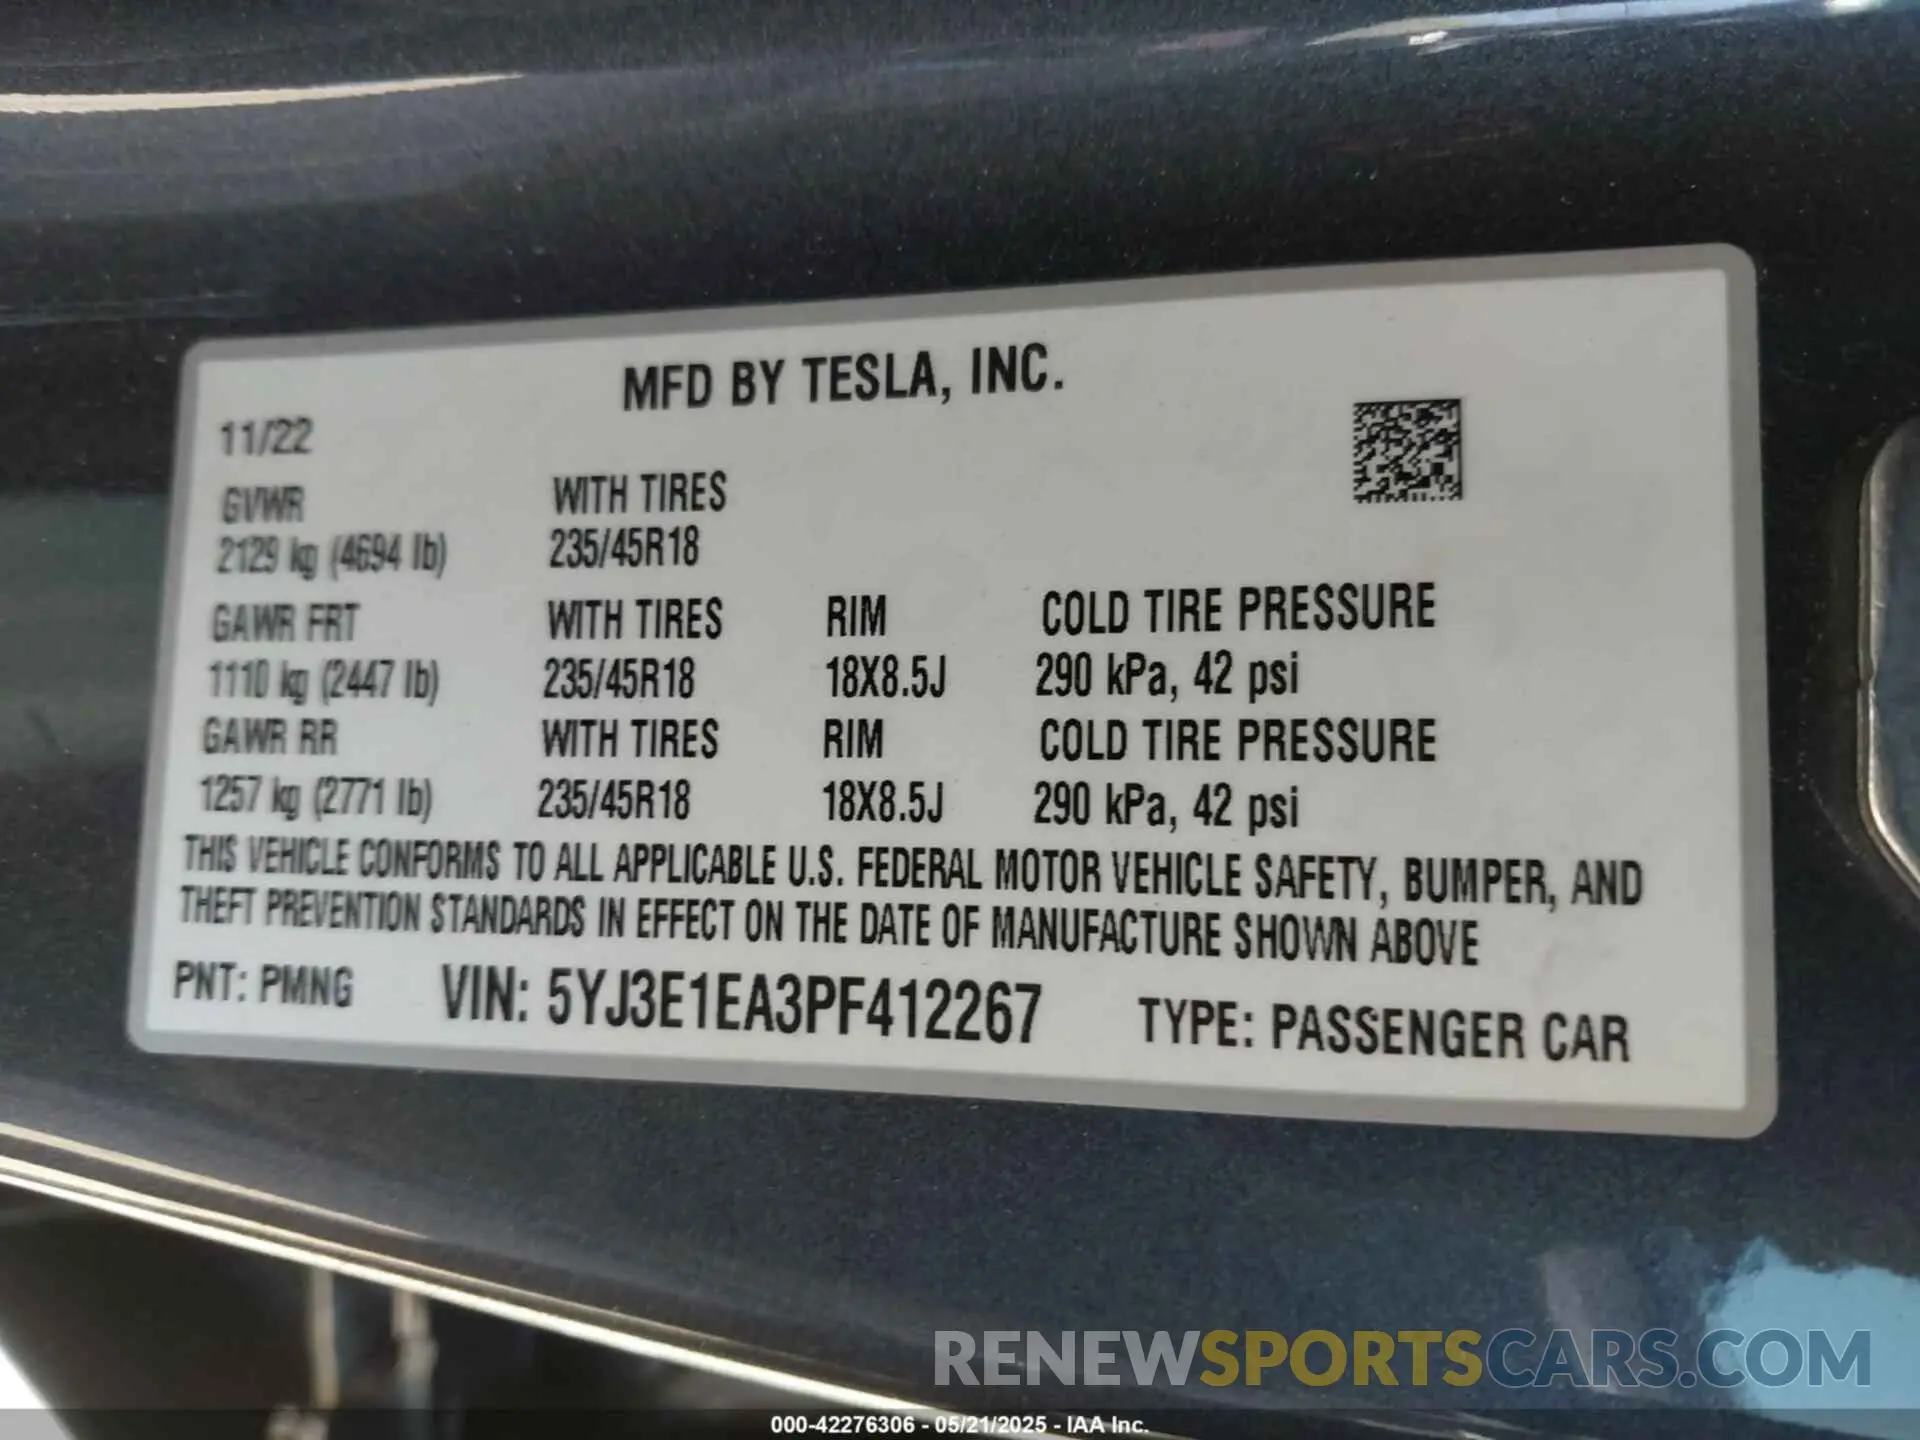 MFD BY TESLA, INC.
11/22
GVWR WITH TIRES
2129 kg (4694 lb) 235/45R18
GAWR FRT WITH TIRES RIM COLD TIRE PRESSURE
1110 kg (2447 lb) 235/45R18 18X8.5J 290 kPa, 42 psi
GAWR RR WITH TIRES RIM COLD TIRE PRESSURE
1257 kg (2771 lb) 235/45R18 18X8.5J 290 kPa, 42 psi
THIS VEHICLE CONFORMS TO ALL APPLICABLE U.S. FEDERAL MOTOR VEHICLE SAFETY, BUMPER, AND
THEFT PREVENTION STANDARDS IN EFFECT ON THE DATE OF MANUFACTURE SHOWN ABOVE
PNT: PMNG VIN: 5YJ3E1EA3PF412267 TYPE: PASSENGER CAR
RENEWSPORTSCARS.COM
000-42276306 - 05/21/2025 - IAA Inc.